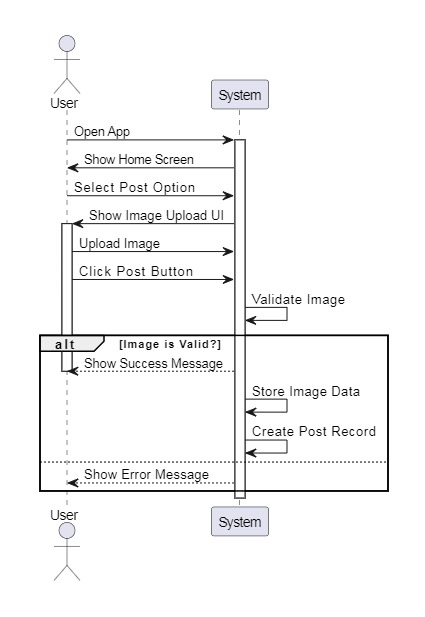 User
System
Open App
Show Home Screen
Select Post Option
Show Image Upload UI
Upload Image
Click Post Button
Validate Image
alt [Image is Valid?]
Show Success Message
Store Image Data
Create Post Record
Show Error Message
User
System